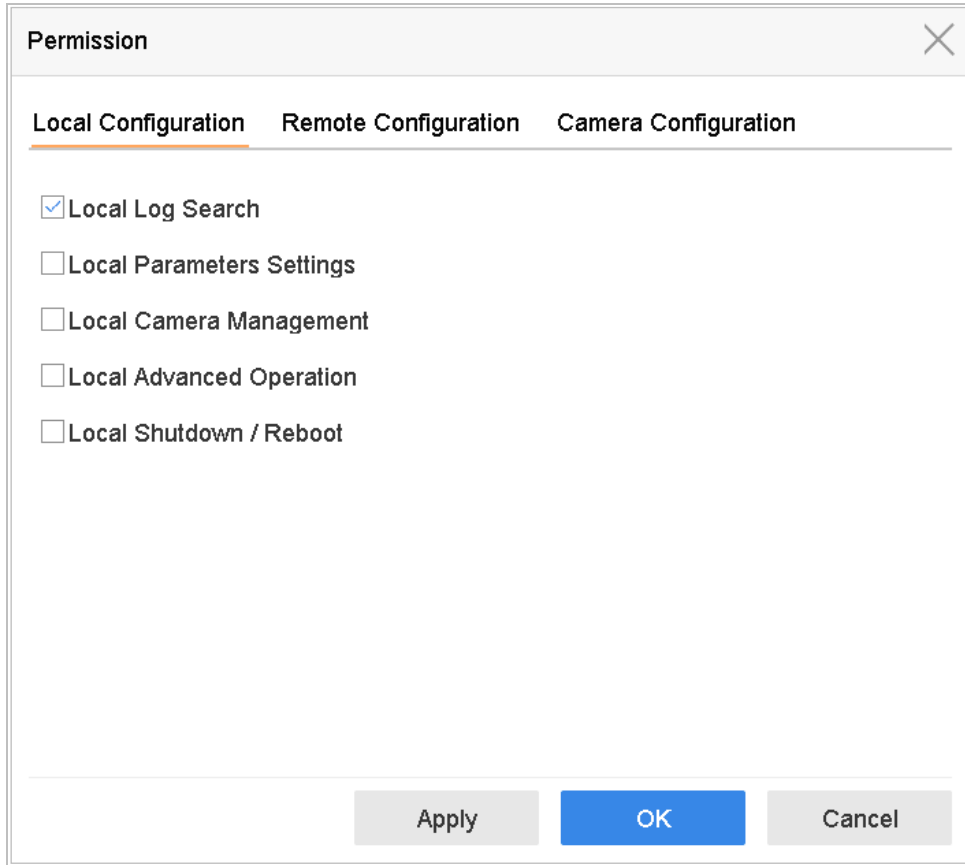 Permission
Local Configuration Remote Configuration Camera Configuration
Local Log Search
Local Parameters Settings
Local Camera Management
Local Advanced Operation
Local Shutdown / Reboot
Apply OK Cancel